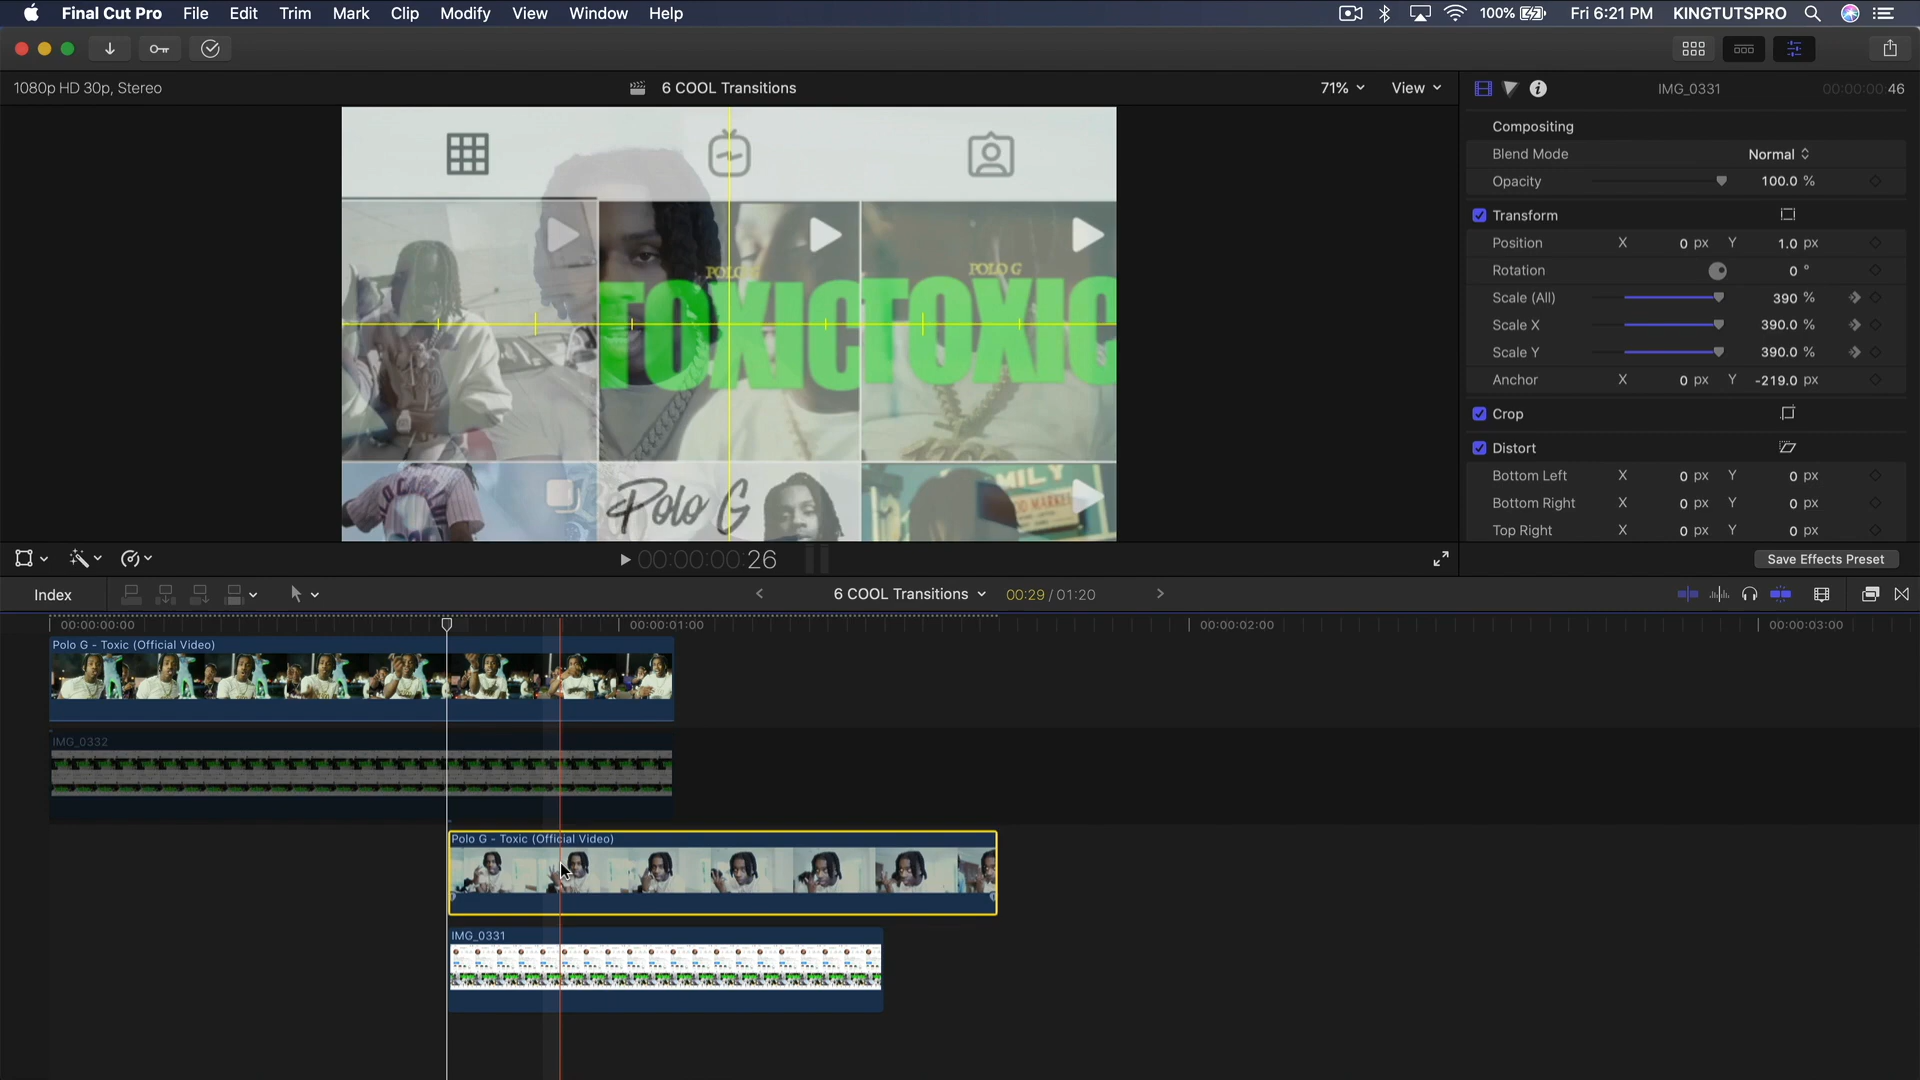 Final Cut Pro File Edit Trim Mark Clip Modify View Window Help 100% Fri 6:21 PM KINGTUTSPRO
1080p HD 30p, Stereo
6 COOL Transitions
71%
View
IMG_0331
00:00:00:46
Compositing
Blend Mode Normal
Opacity 100.0 %
Transform
Position X 0 px Y 1.0 px
Rotation 0 °
Scale (All) 390 %
Scale X 390.0 %
Scale Y 390.0 %
Anchor X 0 px Y -219.0 px
Crop
Distort
Bottom Left X 0 px Y 0 px
Bottom Right X 0 px Y 0 px
Top Right X 0 px Y 0 px
Save Effects Preset
POLO G
TOXIC
POLO G
TOXIC
Polo G
MILY
00:00:00:26
Index
6 COOL Transitions
00:29 / 01:20
00:00:00:00 00:00:01:00 00:00:02:00 00:00:03:00
Polo G - Toxic (Official Video)
IMG_0332
Polo G - Toxic (Official Video)
IMG_0331